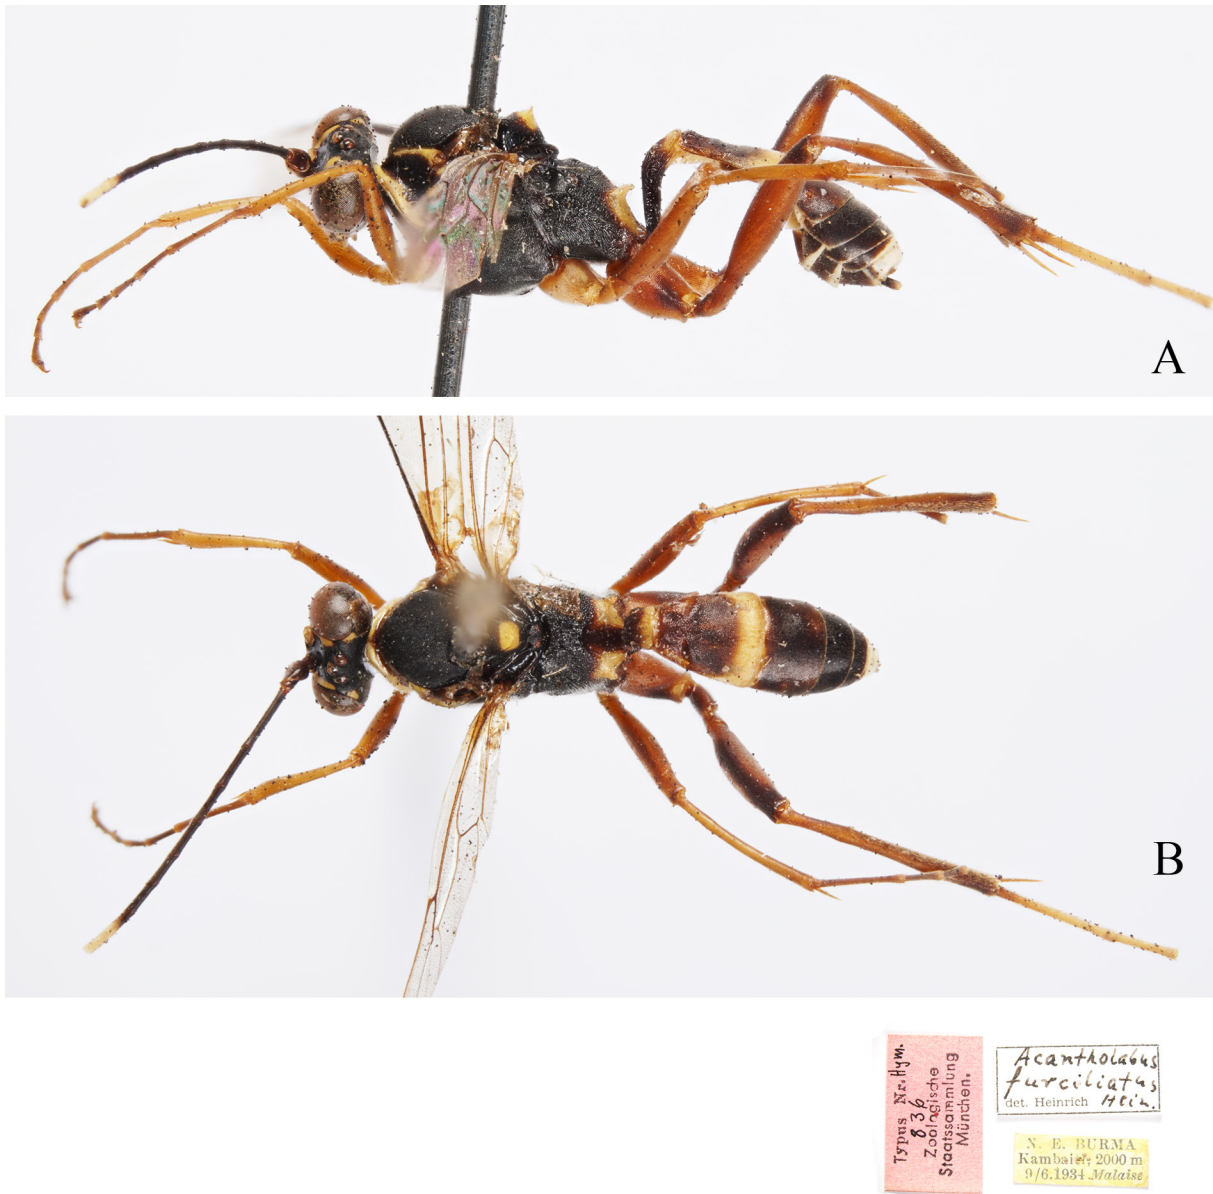 A
B
Typus Nr. Hym.
836
Zoologische
Staatssammlung
München.
Acantholabus
furciliatus
det. Heinrich Hein.
N. E. BURMA
Kambaiti, 2000 m
9/6.1934 Malaise